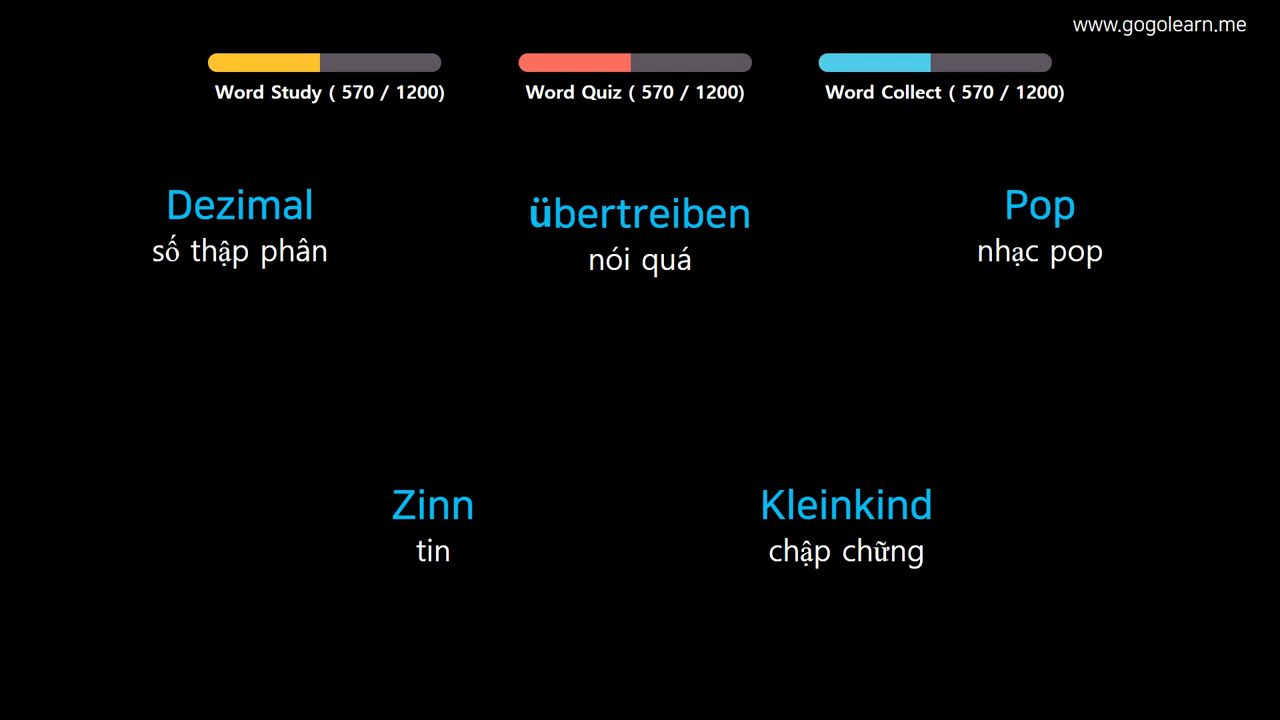 www.gogolearn.me
Word Study ( 570 / 1200)
Word Quiz ( 570 / 1200)
Word Collect ( 570 / 1200)
Dezimal
số thập phân
übertreiben
nói quá
Pop
nhạc pop
Zinn
tin
Kleinkind
chập chững